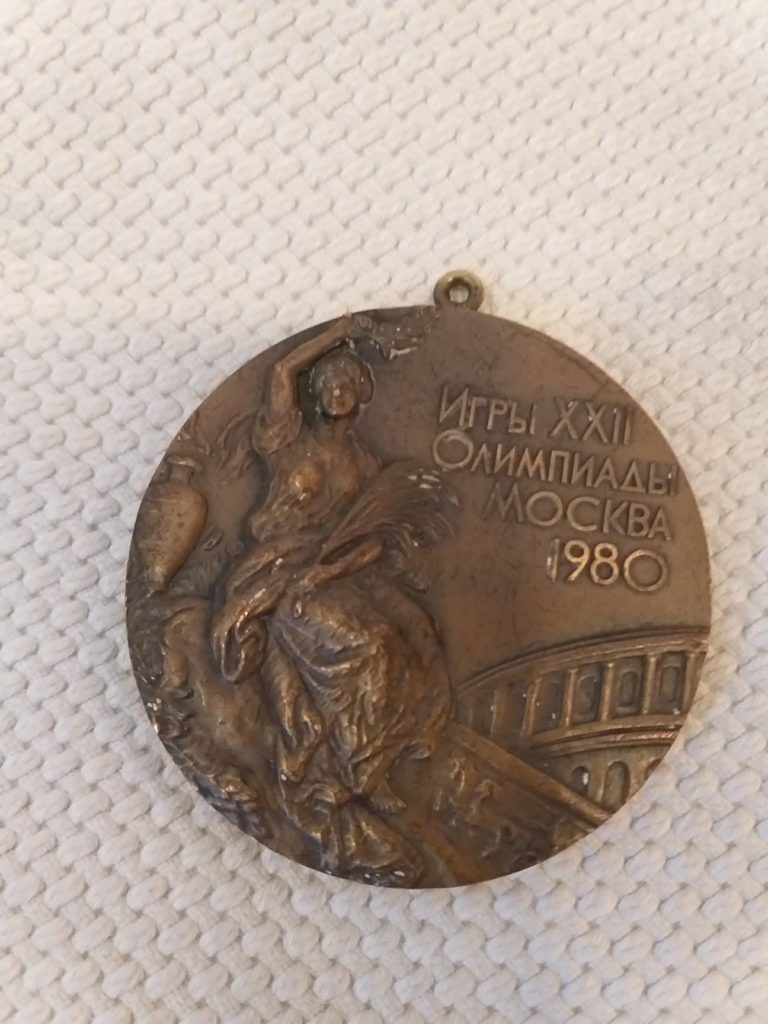 Игры XXII
Олимпиады
Москва
1980